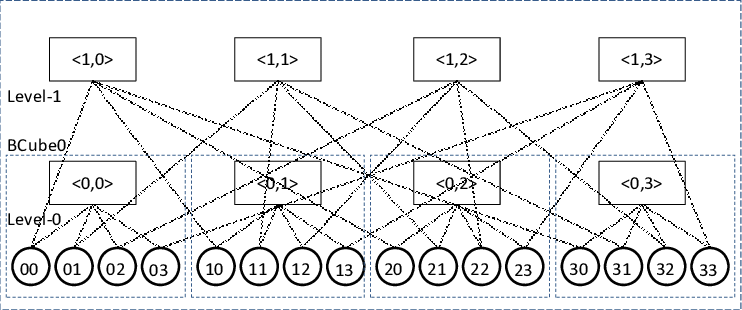 <1,0> <1,1> <1,2> <1,3>
Level-1
BCube0
<0,0> <0,1> <0,2> <0,3>
Level-0
00 01 02 03 10 11 12 13 20 21 22 23 30 31 32 33